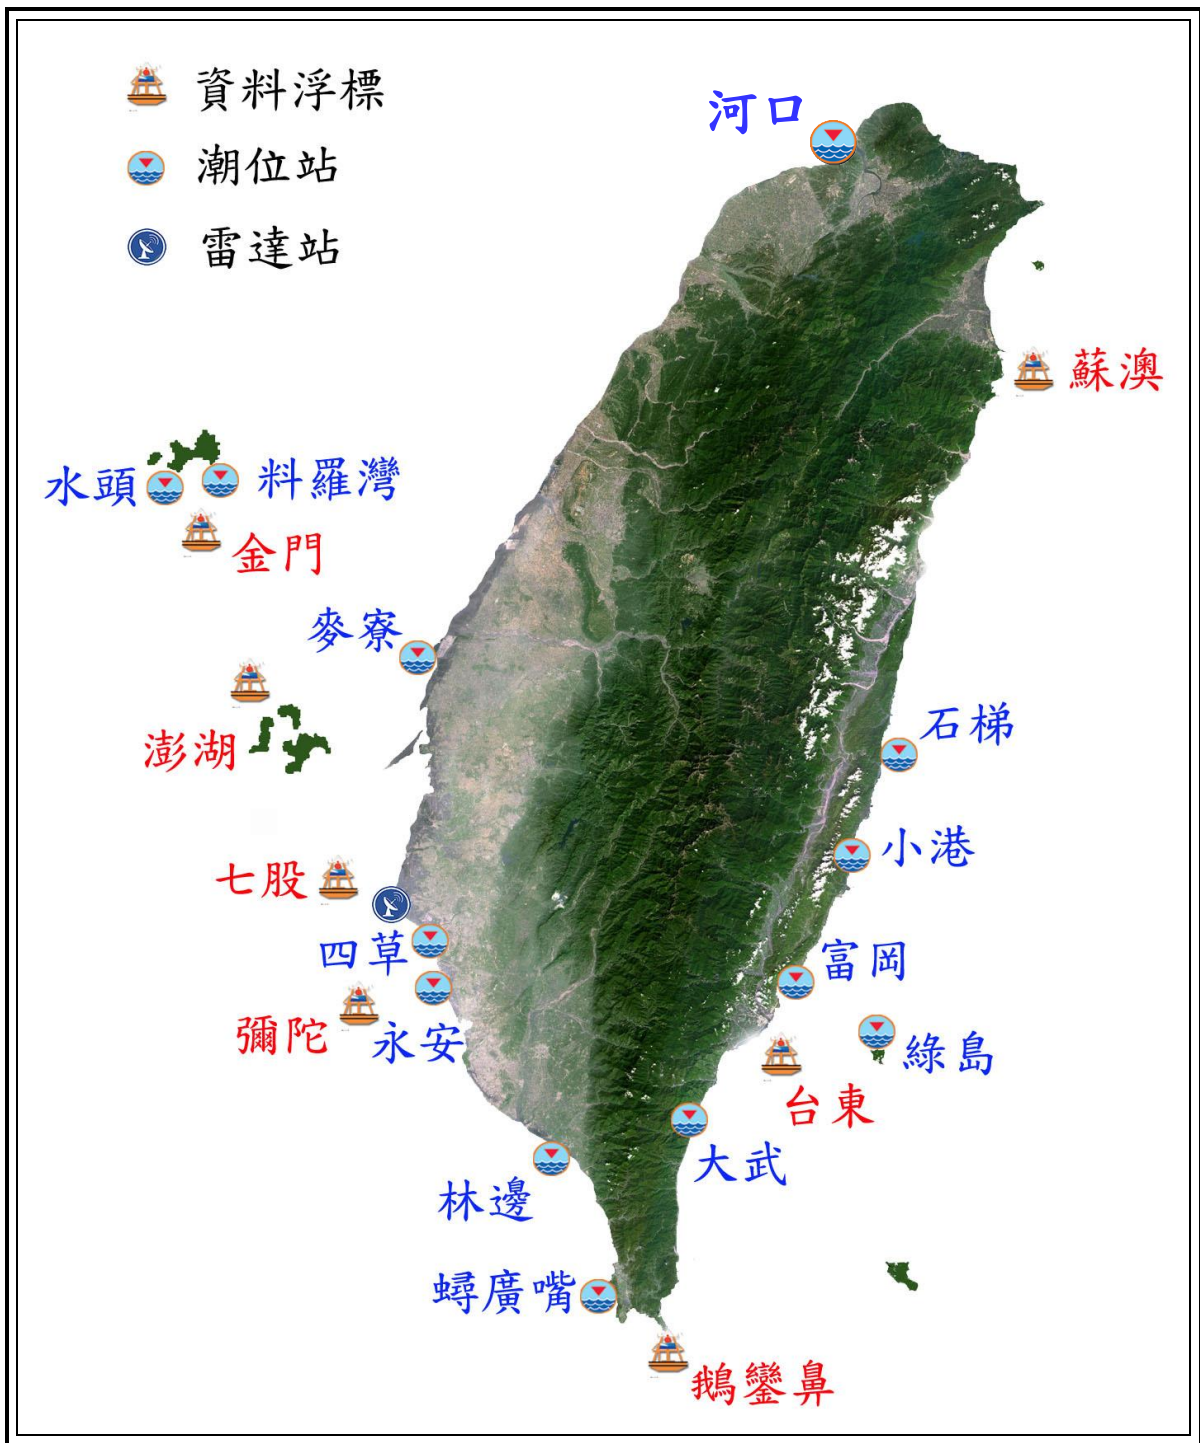 資料浮標
潮位站
雷達站
河口
蘇澳
水頭
料羅灣
金門
麥寮
澎湖
石梯
小港
七股
四草
富岡
彌陀
永安
綠島
台東
大武
林邊
蟳廣嘴
鵝鑾鼻